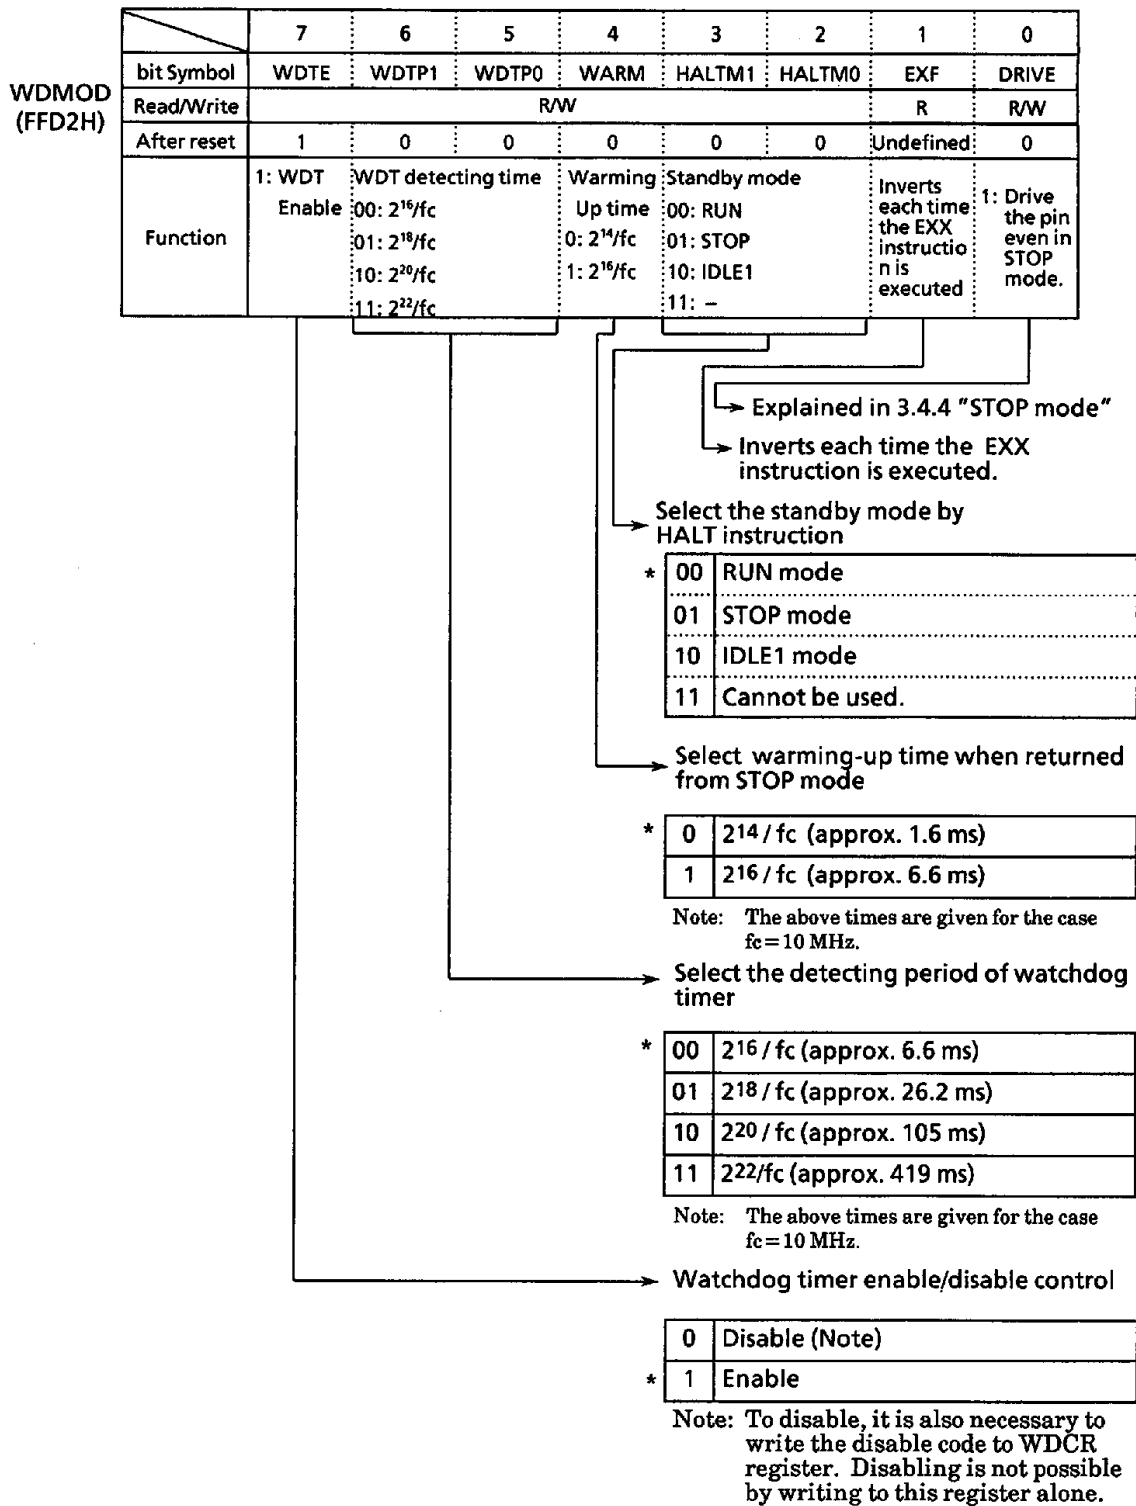 7 6 5 4 3 2 1 0
bit Symbol WDTE WDTP1 WDTP0 WARM HALTM1 HALTM0 EXF DRIVE
WDMOD
(FFD2H)
Read/Write R/W R R/W
After reset 1 0 0 0 0 0 Undefined 0
Function
1: WDT
Enable
WDT detecting time
00: 2¹⁶/fc
01: 2¹⁸/fc
10: 2²⁰/fc
11: 2²²/fc
Warming
Up time
0: 2¹⁴/fc
1: 2¹⁶/fc
Standby mode
00: RUN
01: STOP
10: IDLE1
11: –
Inverts
each time
the EXX
instructio
n is
executed
1: Drive
the pin
even in
STOP
mode.
Explained in 3.4.4 "STOP mode"
Inverts each time the EXX
instruction is executed.
Select the standby mode by
HALT instruction
* 00 RUN mode
01 STOP mode
10 IDLE1 mode
11 Cannot be used.
Select warming-up time when returned
from STOP mode
* 0 2¹⁴ / fc (approx. 1.6 ms)
1 2¹⁶ / fc (approx. 6.6 ms)
Note: The above times are given for the case
fc = 10 MHz.
Select the detecting period of watchdog
timer
* 00 2¹⁶ / fc (approx. 6.6 ms)
01 2¹⁸ / fc (approx. 26.2 ms)
10 2²⁰ / fc (approx. 105 ms)
11 2²²/fc (approx. 419 ms)
Note: The above times are given for the case
fc = 10 MHz.
Watchdog timer enable/disable control
0 Disable (Note)
* 1 Enable
Note: To disable, it is also necessary to
write the disable code to WDCR
register. Disabling is not possible
by writing to this register alone.